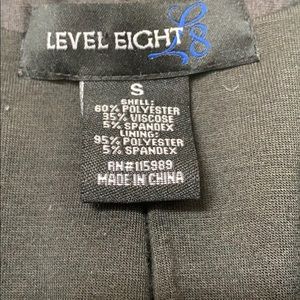 LEVEL EIGHT L8
S
SHELL:
60% POLYESTER
35% VISCOSE
5% SPANDEX
LINING:
95% POLYESTER
5% SPANDEX
RN#115989
MADE IN CHINA